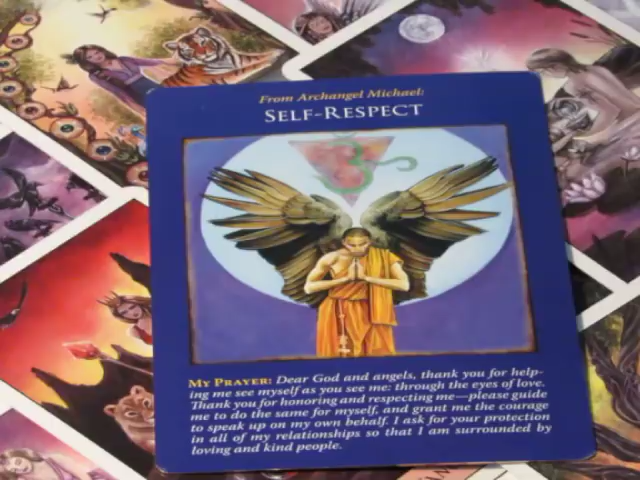 From Archangel Michael:
SELF-RESPECT
MY PRAYER: Dear God and angels, thank you for help-
ing me see myself as you see me: through the eyes of love.
Thank you for honoring and respecting me—please guide
me to do the same for myself, and grant me the courage
to speak up on my own behalf. I ask for your protection
in all of my relationships so that I am surrounded by
loving and kind people.